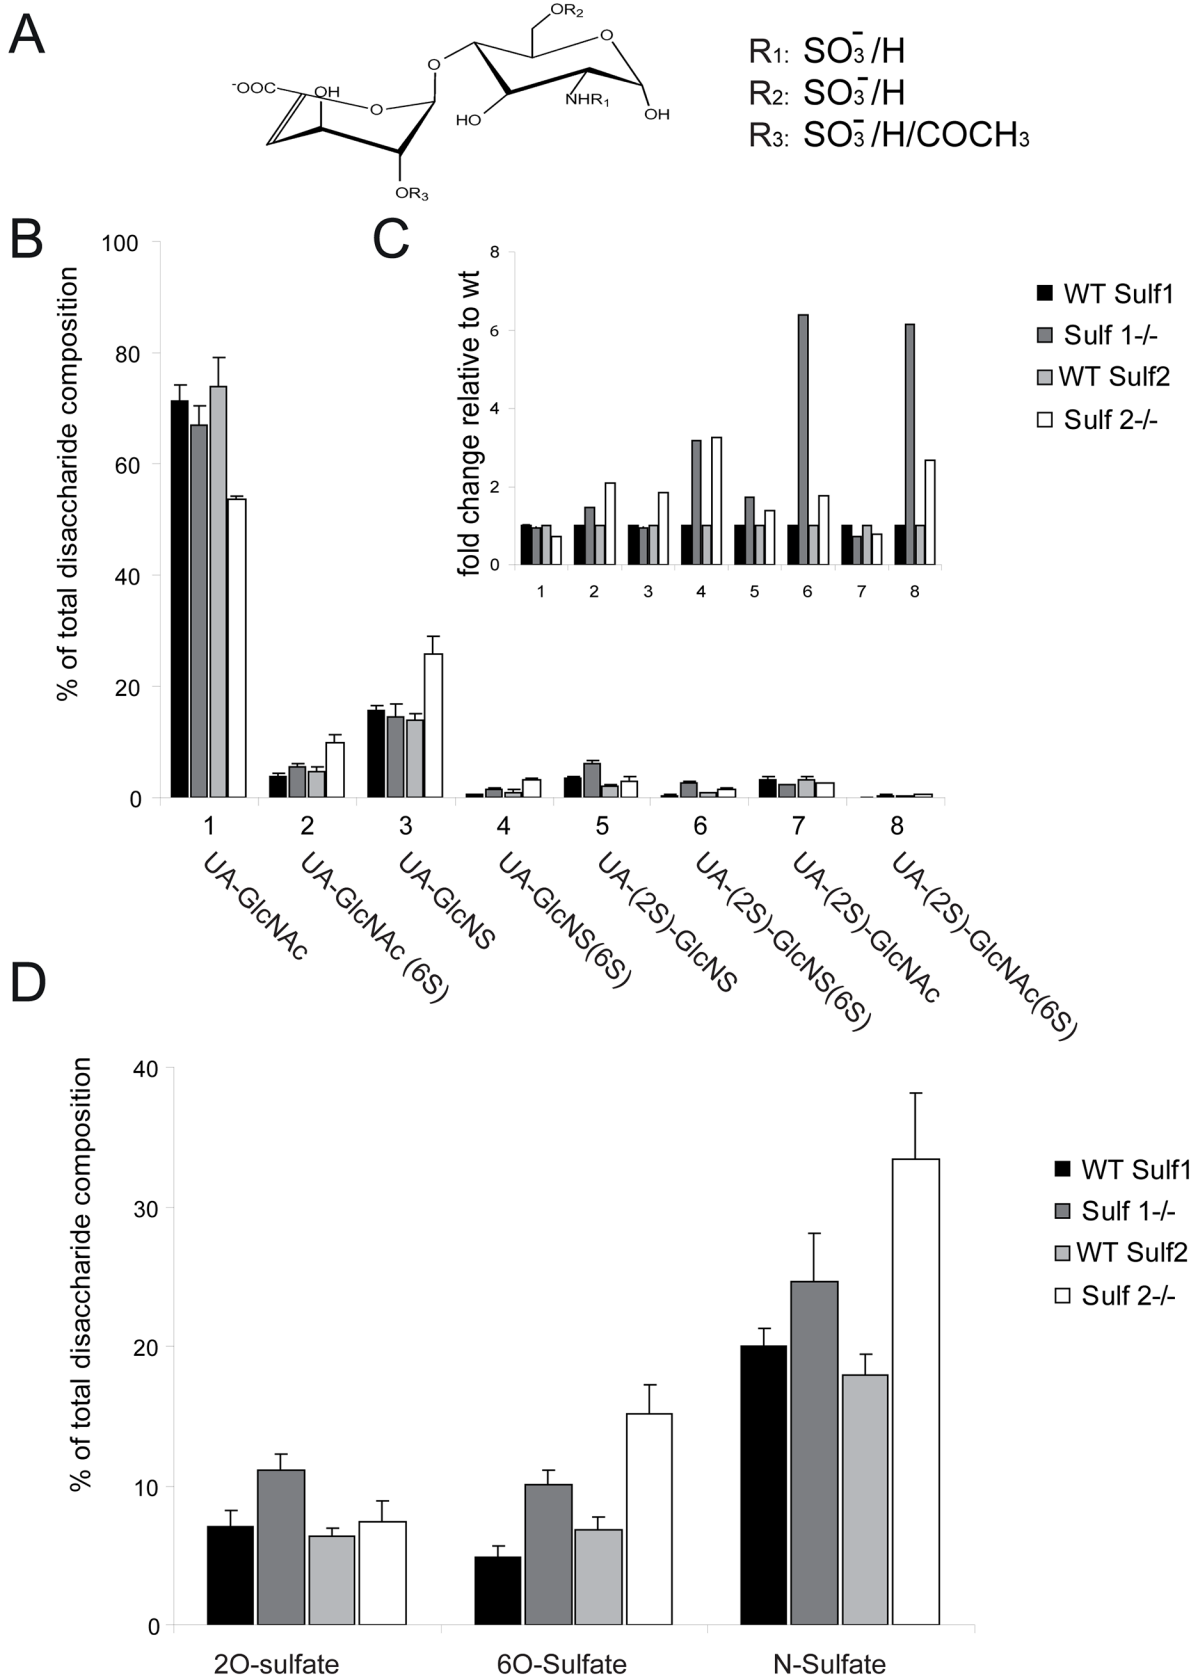 A
OR2
O
O
-OOC
OH
O
NHR1
HO
OH
OR3
R1: SO3-/H
R2: SO3-/H
R3: SO3-/H/COCH3
B
% of total disaccharide composition
100
80
60
40
20
0
1
2
3
4
5
6
7
8
UA-GlcNAc
UA-GlcNAc (6S)
UA-GlcNS
UA-GlcNS(6S)
UA-(2S)-GlcNS
UA-(2S)-GlcNS(6S)
UA-(2S)-GlcNAc
UA-(2S)-GlcNAc(6S)
C
fold change relative to wt
8
6
4
2
0
1
2
3
4
5
6
7
8
WT Sulf1
Sulf 1-/-
WT Sulf2
Sulf 2-/-
D
% of total disaccharide composition
40
30
20
10
0
2O-sulfate
6O-Sulfate
N-Sulfate
WT Sulf1
Sulf 1-/-
WT Sulf2
Sulf 2-/-